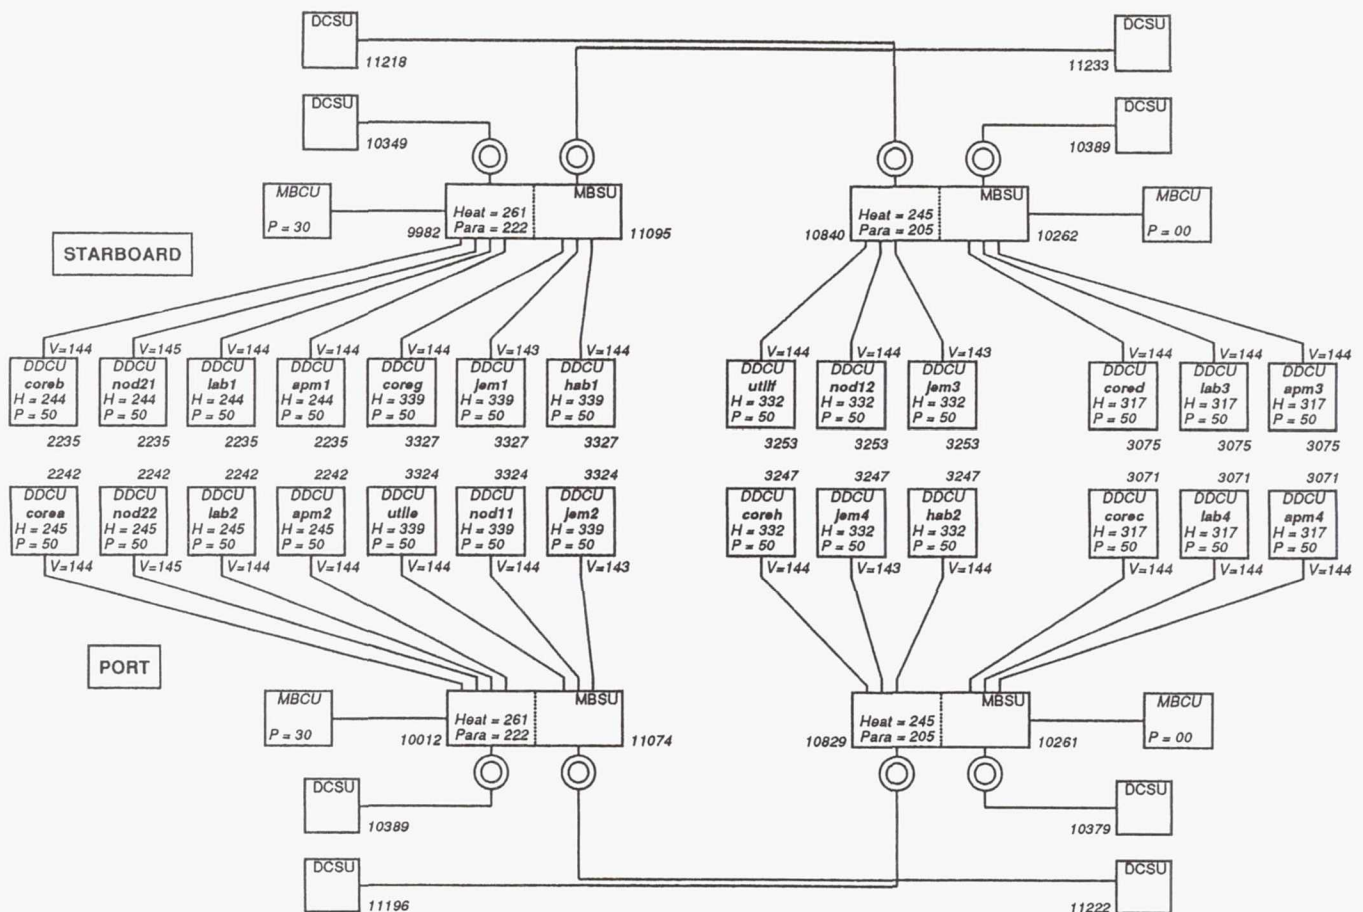 DCSU
DCSU
11218
11233
DCSU
DCSU
10349
10389
MBCU
P = 30
MBSU
Heat = 261
Para = 222
9982
11095
MBSU
Heat = 245
Para = 205
10840
10262
MBCU
P = 00
STARBOARD
V=144 V=145 V=144 V=144 V=144 V=143 V=144 V=144 V=144 V=143 V=144 V=144 V=144
DDCU DDCU DDCU DDCU DDCU DDCU DDCU DDCU DDCU DDCU DDCU DDCU DDCU
coreb nod21 lab1 apm1 coreg jem1 hab1 utilf nod12 jem3 cored lab3 apm3
H = 244 H = 244 H = 244 H = 244 H = 339 H = 339 H = 339 H = 332 H = 332 H = 332 H = 317 H = 317 H = 317
P = 50 P = 50 P = 50 P = 50 P = 50 P = 50 P = 50 P = 50 P = 50 P = 50 P = 50 P = 50 P = 50
2235 2235 2235 2235 3327 3327 3327 3253 3253 3253 3075 3075 3075
2242 2242 2242 2242 3324 3324 3324 3247 3247 3247 3071 3071 3071
DDCU DDCU DDCU DDCU DDCU DDCU DDCU DDCU DDCU DDCU DDCU DDCU DDCU
corea nod22 lab2 apm2 utile nod11 jem2 coreh jem4 hab2 corec lab4 apm4
H = 245 H = 245 H = 245 H = 245 H = 339 H = 339 H = 339 H = 332 H = 332 H = 332 H = 317 H = 317 H = 317
P = 50 P = 50 P = 50 P = 50 P = 50 P = 50 P = 50 P = 50 P = 50 P = 50 P = 50 P = 50 P = 50
V=144 V=145 V=144 V=144 V=144 V=144 V=143 V=144 V=143 V=144 V=144 V=144 V=144
PORT
MBCU
P = 30
MBSU
Heat = 261
Para = 222
10012
11074
MBSU
Heat = 245
Para = 205
10829
10261
MBCU
P = 00
DCSU
DCSU
10389
10379
DCSU
DCSU
11196
11222